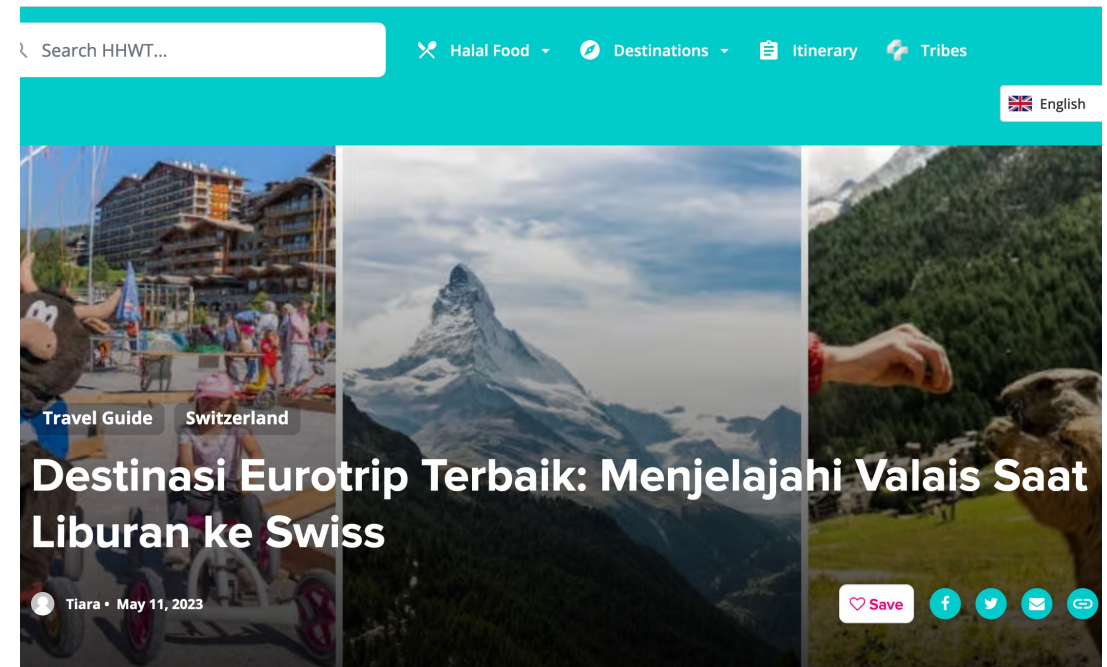 Search HHWT...
Halal Food
Destinations
Itinerary
Tribes
English
Travel Guide
Switzerland
Destinasi Eurotrip Terbaik: Menjelajahi Valais Saat
Liburan ke Swiss
Tiara • May 11, 2023
Save